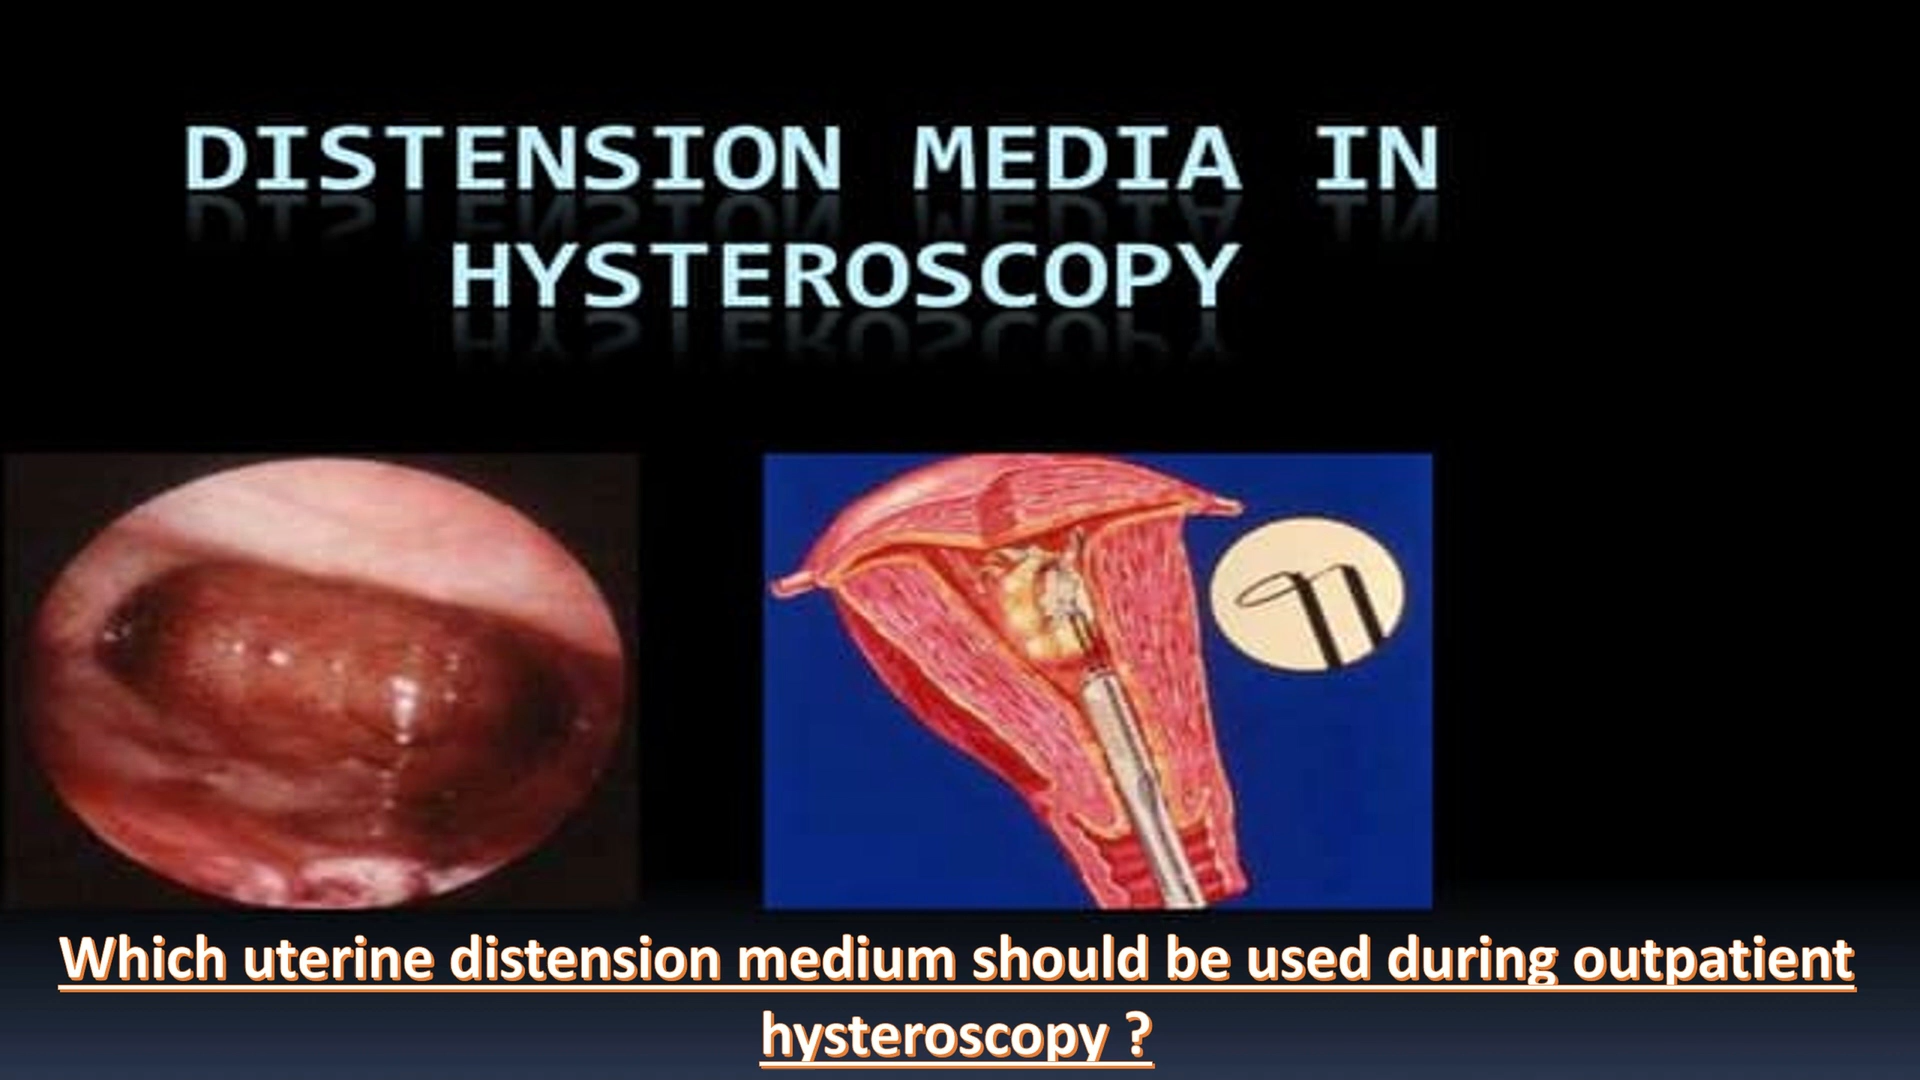 DISTENSION MEDIA IN
HYSTEROSCOPY
Which uterine distension medium should be used during outpatient
hysteroscopy ?